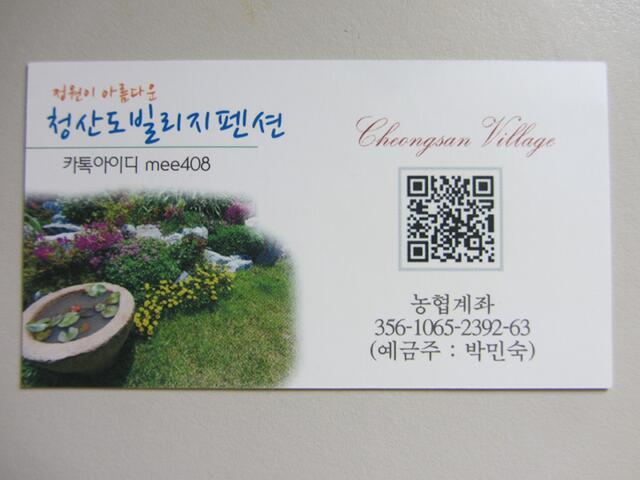 정원이 아름다운
청산도빌리지펜션
카톡아이디 mee408
Cheongsan Village
농협계좌
356-1065-2392-63
(예금주 : 박민숙)